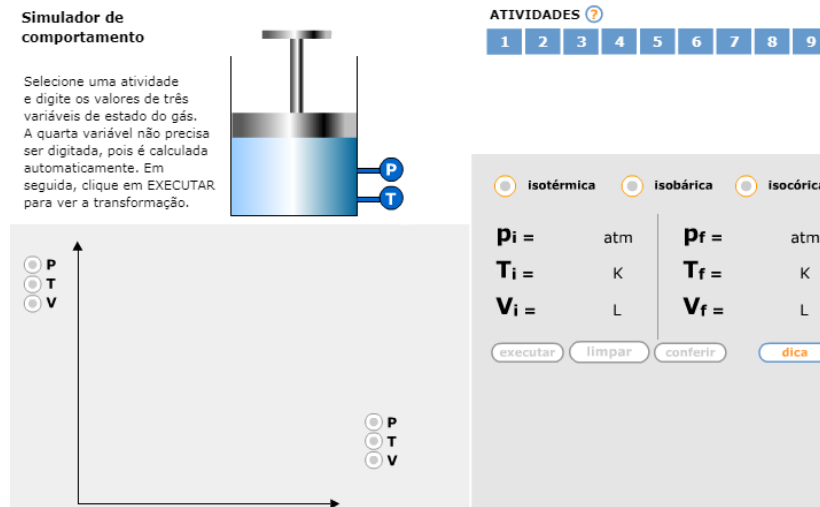 Simulador de
comportamento
Selecione uma atividade
e digite os valores de três
variáveis de estado do gás.
A quarta variável não precisa
ser digitada, pois é calculada
automaticamente. Em
seguida, clique em EXECUTAR
para ver a transformação.
P
T
P
T
V
P
T
V
ATIVIDADES ?
1 2 3 4 5 6 7 8 9
isotérmica isobárica isocórica
pi = atm pf = atm
Ti = K Tf = K
Vi = L Vf = L
executar limpar conferir dica